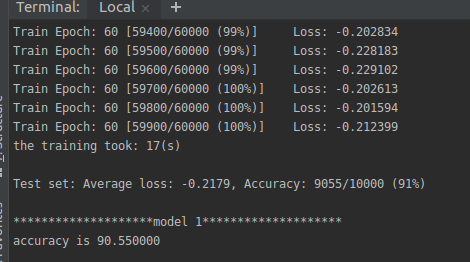 Terminal: Local × +
Train Epoch: 60 [59400/60000 (99%)] Loss: -0.202834
Train Epoch: 60 [59500/60000 (99%)] Loss: -0.228183
Train Epoch: 60 [59600/60000 (99%)] Loss: -0.229102
Train Epoch: 60 [59700/60000 (100%)] Loss: -0.202613
Train Epoch: 60 [59800/60000 (100%)] Loss: -0.201594
Train Epoch: 60 [59900/60000 (100%)] Loss: -0.212399
the training took: 17(s)
Test set: Average loss: -0.2179, Accuracy: 9055/10000 (91%)
********************model 1********************
accuracy is 90.550000